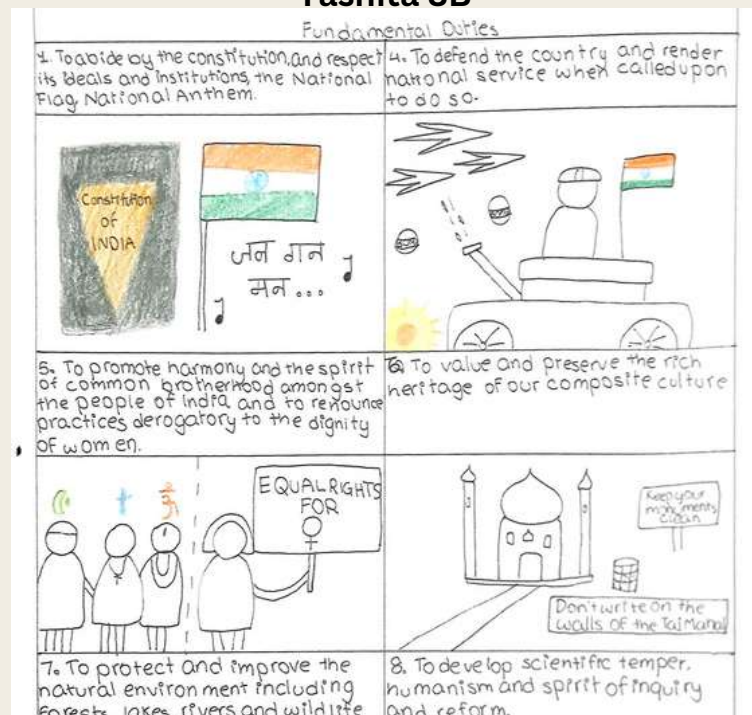 Tashita 8B
Fundamental Duties
1. To abide by the constitution, and respect
its Ideals and Institutions, the National
Flag, National Anthem.
4. To defend the country and render
national service when called upon
to do so.
Constitution
of
INDIA
जन गन
मन...
5. To promote harmony and the spirit
of common brotherhood amongst
the people of India and to renounce
practices derogatory to the dignity
of women.
6. To value and preserve the rich
heritage of our composite culture
ॐ
EQUAL RIGHTS
FOR
Keep your
monuments
clean
Don't write on the
walls of the Taj Mahal
7. To protect and improve the
natural environment including
forests, lakes, rivers and wildlife
8. To develop scientific temper,
humanism and spirit of inquiry
and reform.